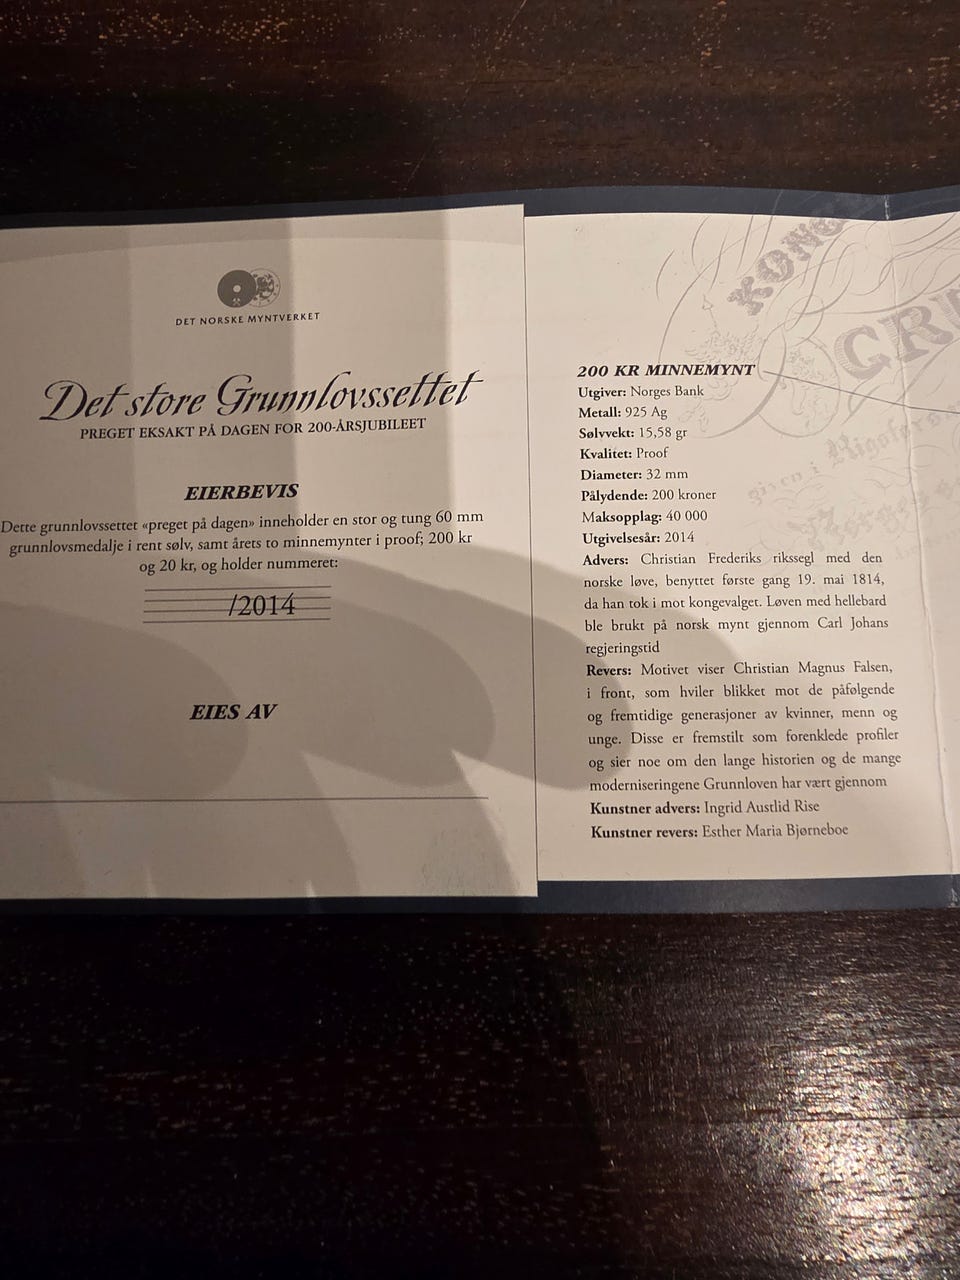 DET NORSKE MYNTVERKET
Det store Grunnlovssettet
PREGET EKSAKT PÅ DAGEN FOR 200-ÅRSJUBILEET
EIERBEVIS
Dette grunnlovssettet «preget på dagen» inneholder en stor og tung 60 mm
grunnlovsmedalje i rent sølv, samt årets to minnemynter i proof; 200 kr
og 20 kr, og holder nummeret:
/2014
EIES AV
KONG
GRU
given i Rigsfors
200 KR MINNEMYNT
Utgiver: Norges Bank
Metall: 925 Ag
Sølvvekt: 15,58 gr
Kvalitet: Proof
Diameter: 32 mm
Pålydende: 200 kroner
Maksopplag: 40 000
Utgivelsesår: 2014
Advers: Christian Frederiks rikssegl med den
norske løve, benyttet første gang 19. mai 1814,
da han tok i mot kongevalget. Løven med hellebard
ble brukt på norsk mynt gjennom Carl Johans
regjeringstid
Revers: Motivet viser Christian Magnus Falsen,
i front, som hviler blikket mot de påfølgende
og fremtidige generasjoner av kvinner, menn og
unge. Disse er fremstilt som forenklede profiler
og sier noe om den lange historien og de mange
moderniseringene Grunnloven har vært gjennom
Kunstner advers: Ingrid Austlid Rise
Kunstner revers: Esther Maria Bjørneboe